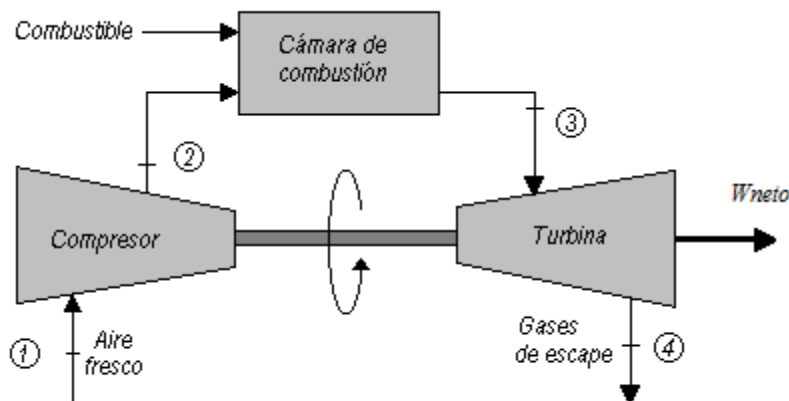 Combustible
Cámara de
combustión
3
2
Wneto
Compresor
Turbina
1
Aire
fresco
Gases
de escape
4